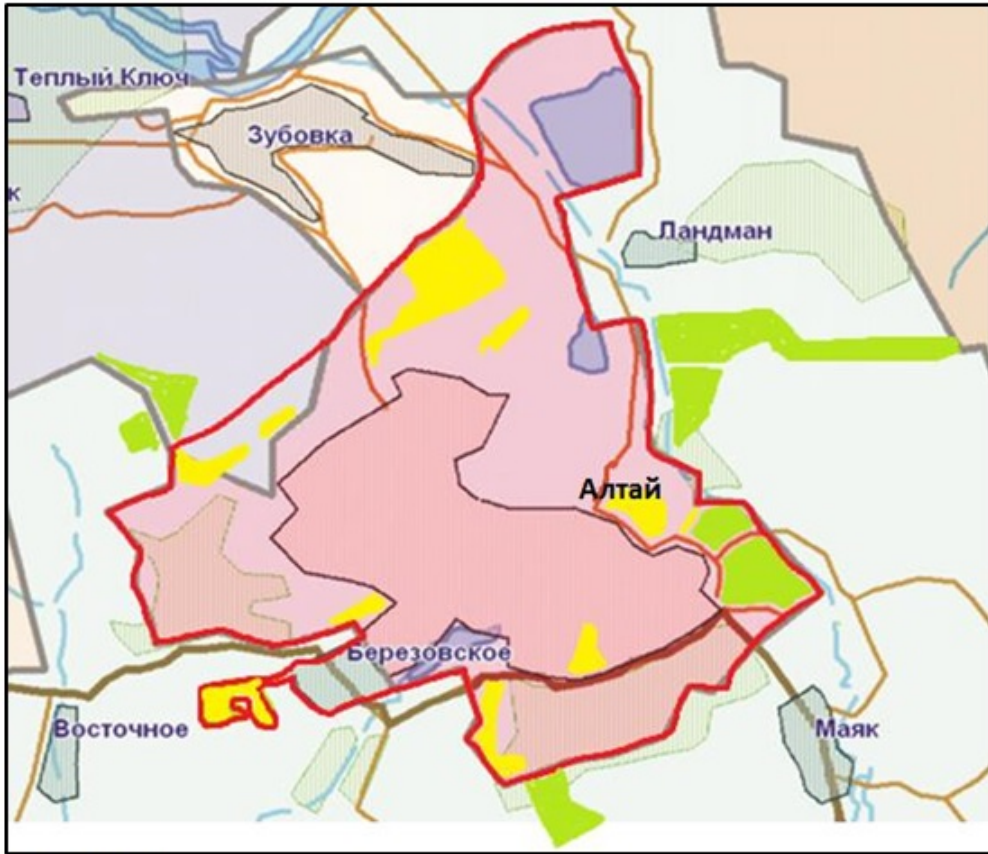 Теплый Ключ
Зубовка
к
Ландман
Алтай
Березовское
Восточное
Маяк